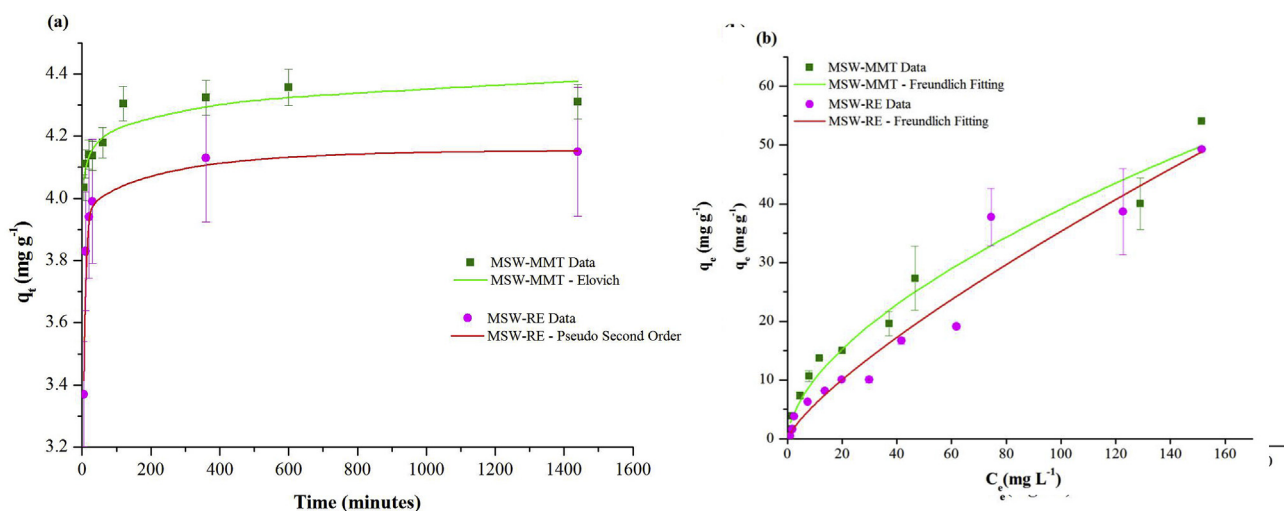 (a)
4.4
4.2
4.0
3.8
3.6
3.4
3.2
q_t (mg g^-1)
0 200 400 600 800 1000 1200 1400 1600
Time (minutes)
MSW-MMT Data
MSW-MMT - Elovich
MSW-RE Data
MSW-RE - Pseudo Second Order
(b)
60
50
40
30
20
10
0
q_e (mg g^-1)
q_e (mg g^-1)
MSW-MMT Data
MSW-MMT - Freundlich Fitting
MSW-RE Data
MSW-RE - Freundlich Fitting
0 20 40 60 80 100 120 140 160
C_e (mg L^-1)